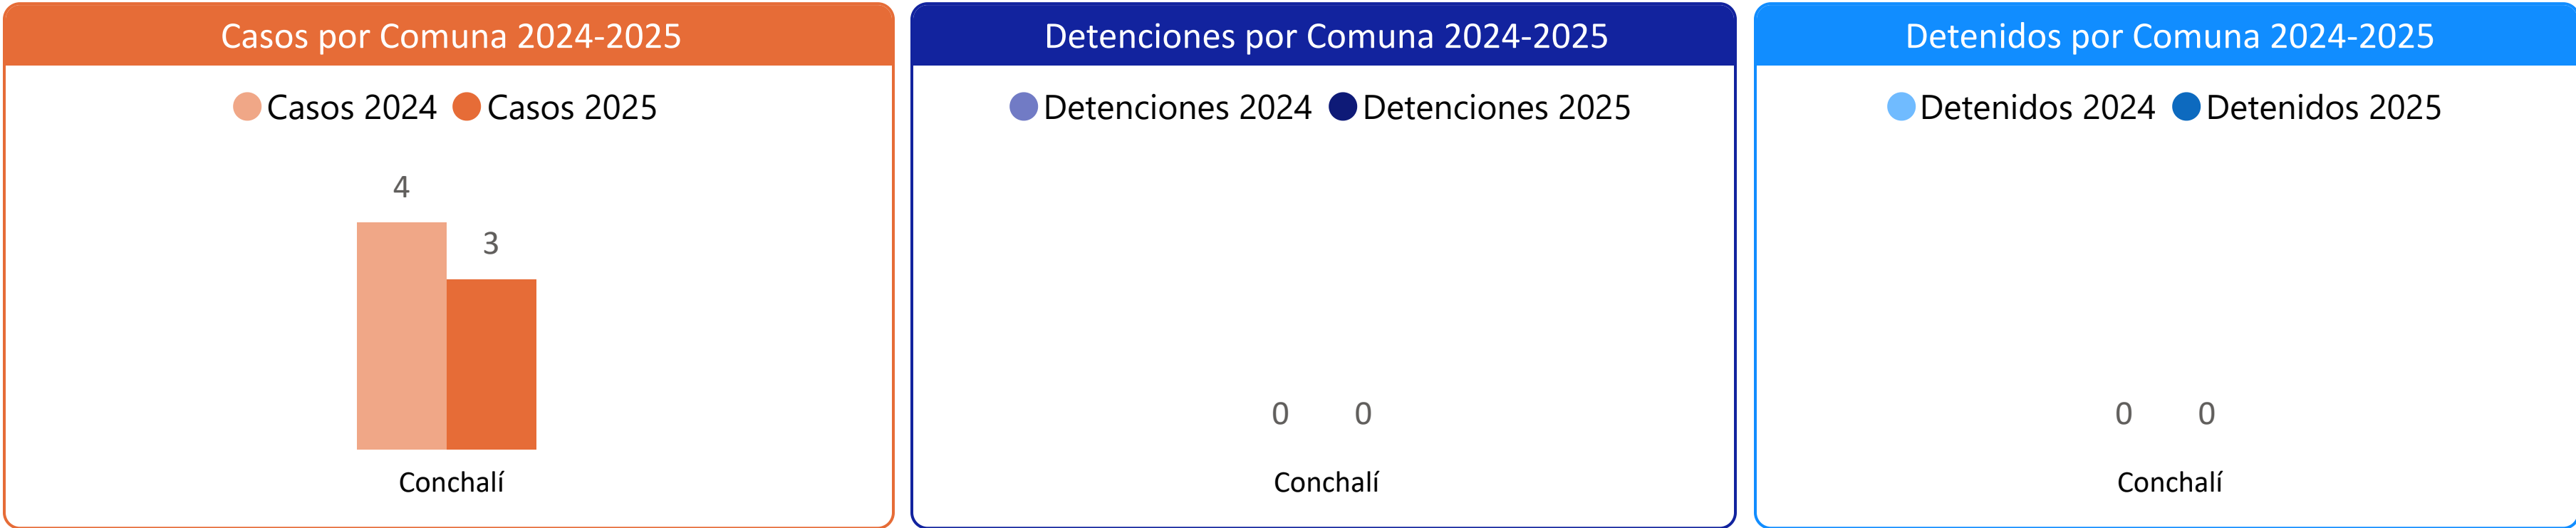 Casos por Comuna 2024-2025
Casos 2024 Casos 2025
4
3
Conchalí
Detenciones por Comuna 2024-2025
Detenciones 2024 Detenciones 2025
0 0
Conchalí
Detenidos por Comuna 2024-2025
Detenidos 2024 Detenidos 2025
0 0
Conchalí